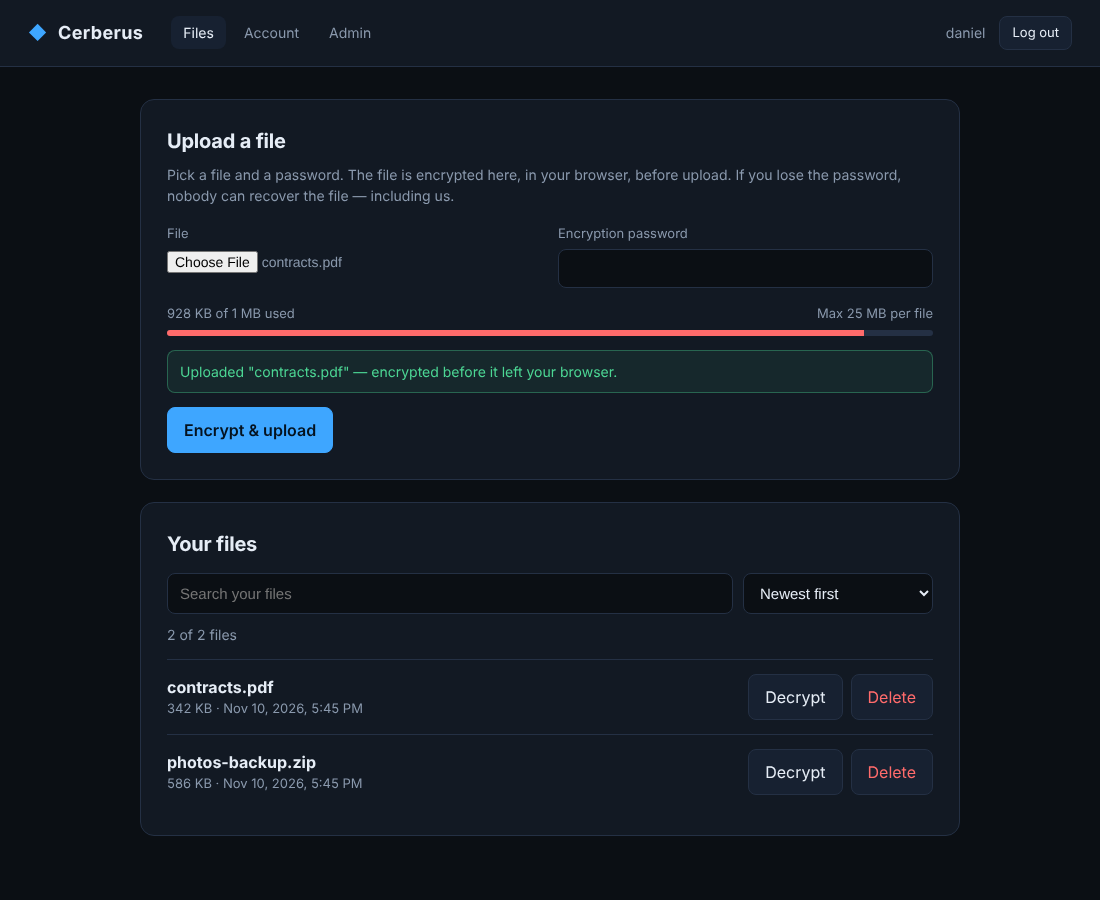 Cerberus Files Account Admin daniel Log out
Upload a file
Pick a file and a password. The file is encrypted here, in your browser, before upload. If you lose the password,
nobody can recover the file — including us.
File Encryption password
Choose File contracts.pdf
928 KB of 1 MB used Max 25 MB per file
Uploaded "contracts.pdf" — encrypted before it left your browser.
Encrypt & upload
Your files
Search your files Newest first
2 of 2 files
contracts.pdf
342 KB · Nov 10, 2026, 5:45 PM
Decrypt Delete
photos-backup.zip
586 KB · Nov 10, 2026, 5:45 PM
Decrypt Delete